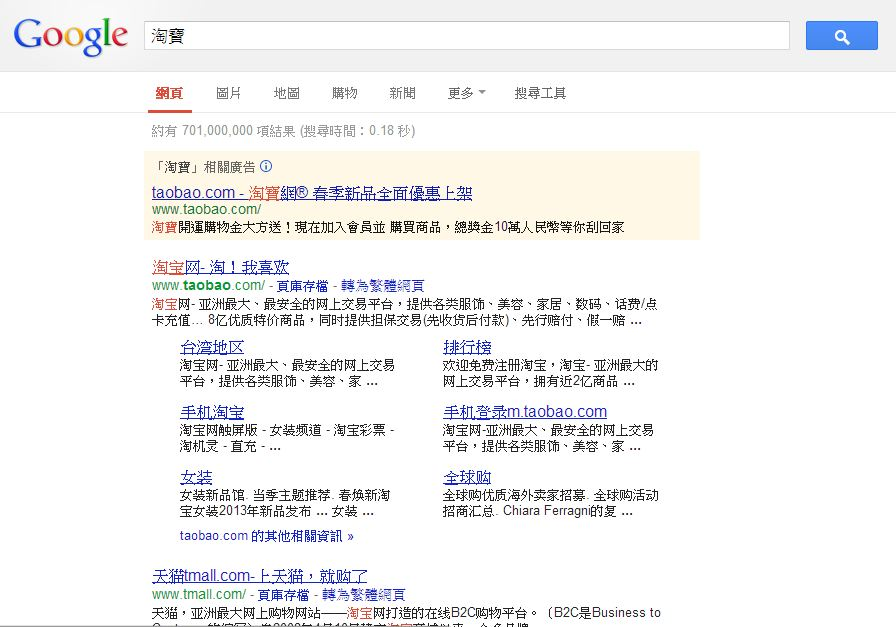 Google 淘寶
網頁 圖片 地圖 購物 新聞 更多 搜尋工具
約有 701,000,000 項結果 (搜尋時間：0.18 秒)
「淘寶」相關廣告
taobao.com - 淘寶網® 春季新品全面優惠上架
www.taobao.com/
淘寶開運購物金大方送！現在加入會員並 購買商品，總獎金10萬人民幣等你刮回家
淘宝网- 淘！我喜欢
www.taobao.com/ - 頁庫存檔 - 轉為繁體網頁
淘宝网- 亚洲最大、最安全的网上交易平台，提供各类服饰、美容、家居、数码、话费/点
卡充值... 8亿优质特价商品，同时提供担保交易(先收货后付款)、先行赔付、假一赔 ...
台湾地区
淘宝网- 亚洲最大、最安全的网上交易
平台，提供各类服饰、美容、家 ...
排行榜
欢迎免费注册淘宝，淘宝- 亚洲最大的
网上交易平台，拥有近2亿商品 ...
手机淘宝
淘宝网触屏版 - 女装频道 - 淘宝彩票 -
淘机灵 - 直充 - ...
手机登录m.taobao.com
淘宝网-亚洲最大、最安全的网上交易
平台，提供各类服饰、美容、家 ...
女装
女装新品馆. 当季主题推荐. 春焕新淘
宝女装2013年新品发布 ... 女装 ...
全球购
全球购优质海外卖家招募. 全球购活动
招商汇总. Chiara Ferragni的复 ...
taobao.com 的其他相關資訊 »
天猫tmall.com-上天猫，就购了
www.tmall.com/ - 頁庫存檔 - 轉為繁體網頁
天猫，亚洲最大网上购物网站——淘宝网打造的在线B2C购物平台。（B2C是Business to